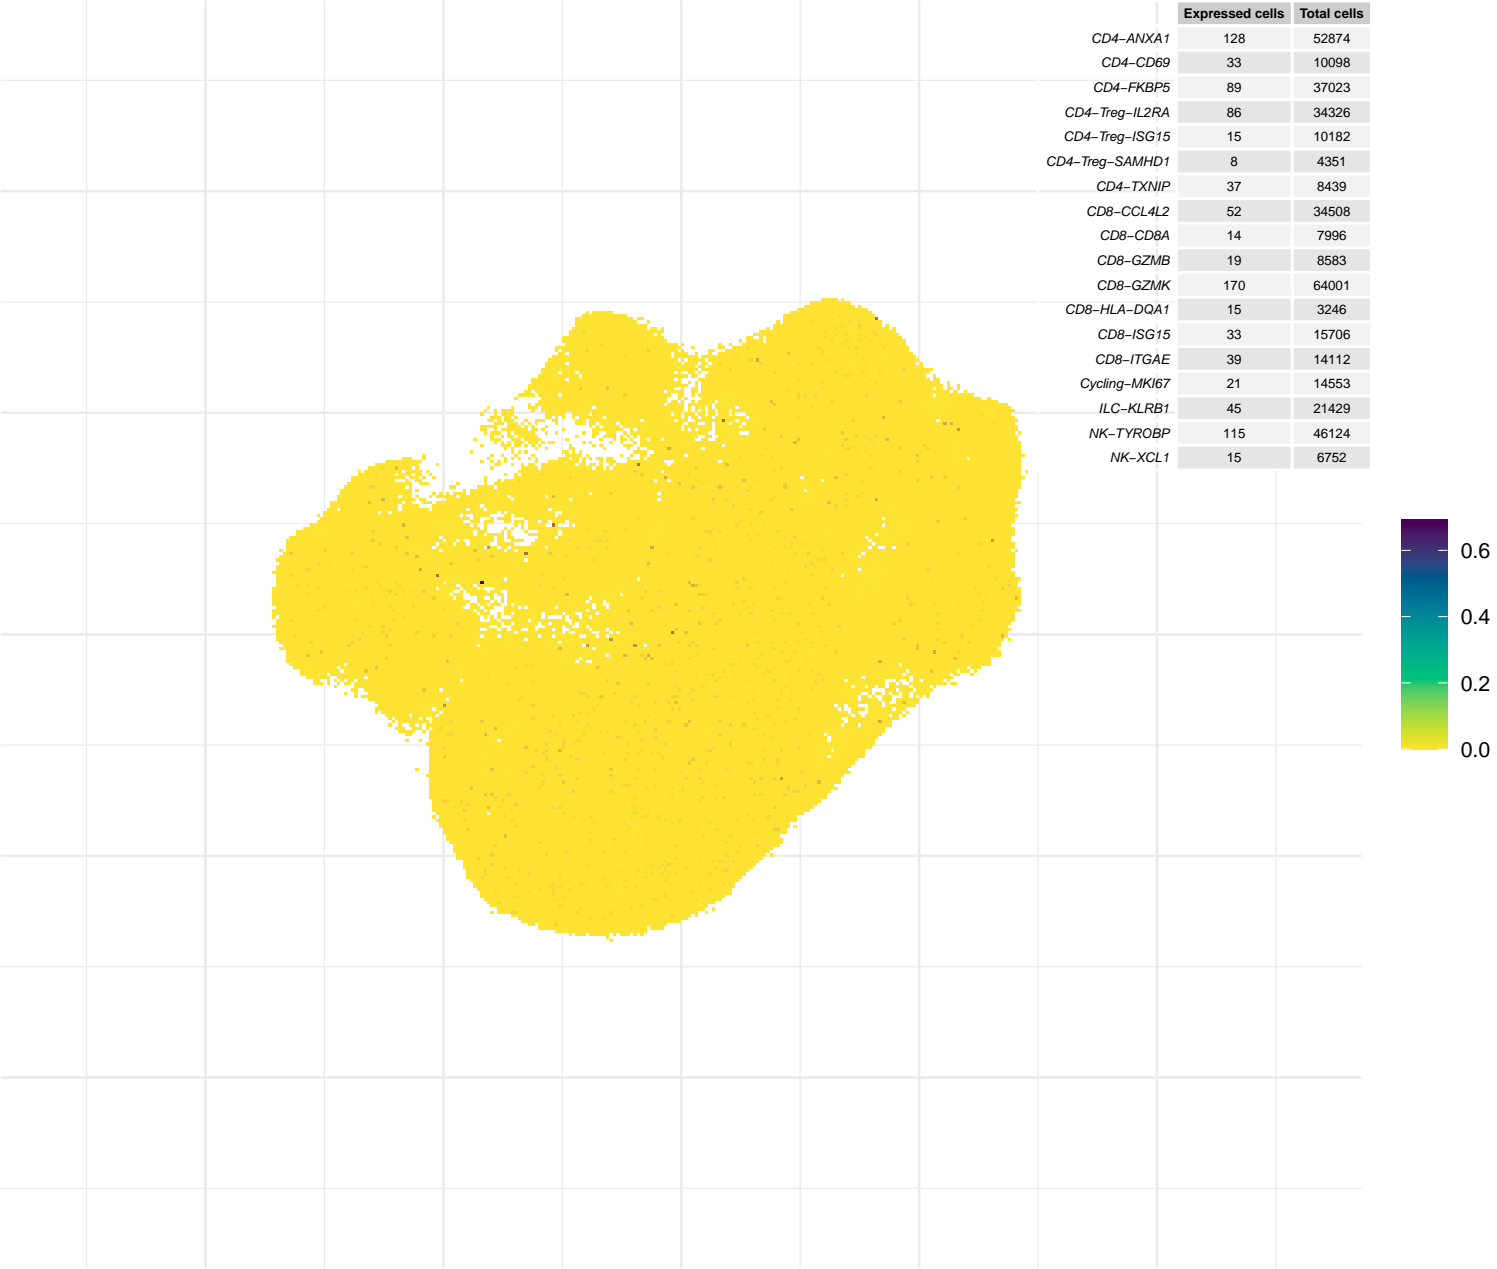 Expressed cells Total cells
CD4−ANXA1 128 52874
CD4−CD69 33 10098
CD4−FKBP5 89 37023
CD4−Treg−IL2RA 86 34326
CD4−Treg−ISG15 15 10182
CD4−Treg−SAMHD1 8 4351
CD4−TXNIP 37 8439
CD8−CCL4L2 52 34508
CD8−CD8A 14 7996
CD8−GZMB 19 8583
CD8−GZMK 170 64001
CD8−HLA−DQA1 15 3246
CD8−ISG15 33 15706
CD8−ITGAE 39 14112
Cycling−MKI67 21 14553
ILC−KLRB1 45 21429
NK−TYROBP 115 46124
NK−XCL1 15 6752
0.6
0.4
0.2
0.0